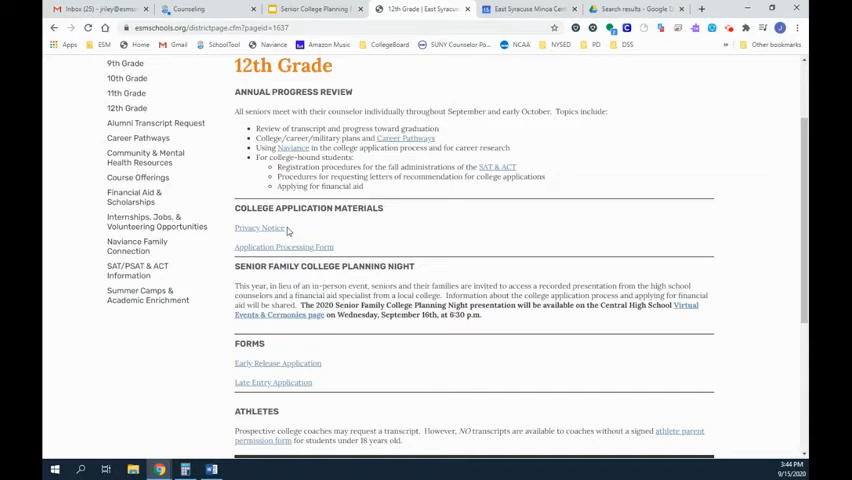 Inbox (25) - jriley@esmsc
Counseling
Senior College Planning
12th Grade | East Syracuse
East Syracuse Minoa Cen
Search results - Google D
esmschools.org/districtpage.cfm?pageid=1637
Apps
ESM
Home
Gmail
SchoolTool
Naviance
Amazon Music
CollegeBoard
SUNY Counselor Po...
NCAA
NYSED
PD
DSS
Other bookmarks
9th Grade
10th Grade
11th Grade
12th Grade
Alumni Transcript Request
Career Pathways
Community & Mental
Health Resources
Course Offerings
Financial Aid &
Scholarships
Internships, Jobs, &
Volunteering Opportunities
Naviance Family
Connection
SAT/PSAT & ACT
Information
Summer Camps &
Academic Enrichment
12th Grade
ANNUAL PROGRESS REVIEW
All seniors meet with their counselor individually throughout September and early October. Topics include:
• Review of transcript and progress toward graduation
• College/career/military plans and Career Pathways
• Using Naviance in the college application process and for career research
• For college-bound students:
Registration procedures for the fall administrations of the SAT & ACT
Procedures for requesting letters of recommendation for college applications
Applying for financial aid
COLLEGE APPLICATION MATERIALS
Privacy Notice
Application Processing Form
SENIOR FAMILY COLLEGE PLANNING NIGHT
This year, in lieu of an in-person event, seniors and their families are invited to access a recorded presentation from the high school
counselors and a financial aid specialist from a local college. Information about the college application process and applying for financial
aid will be shared. The 2020 Senior Family College Planning Night presentation will be available on the Central High School Virtual
Events & Cermonies page on Wednesday, September 16th, at 6:30 p.m.
FORMS
Early Release Application
Late Entry Application
ATHLETES
Prospective college coaches may request a transcript. However, NO transcripts are available to coaches without a signed athlete parent
permission form for students under 18 years old.
3:44 PM
9/15/2020